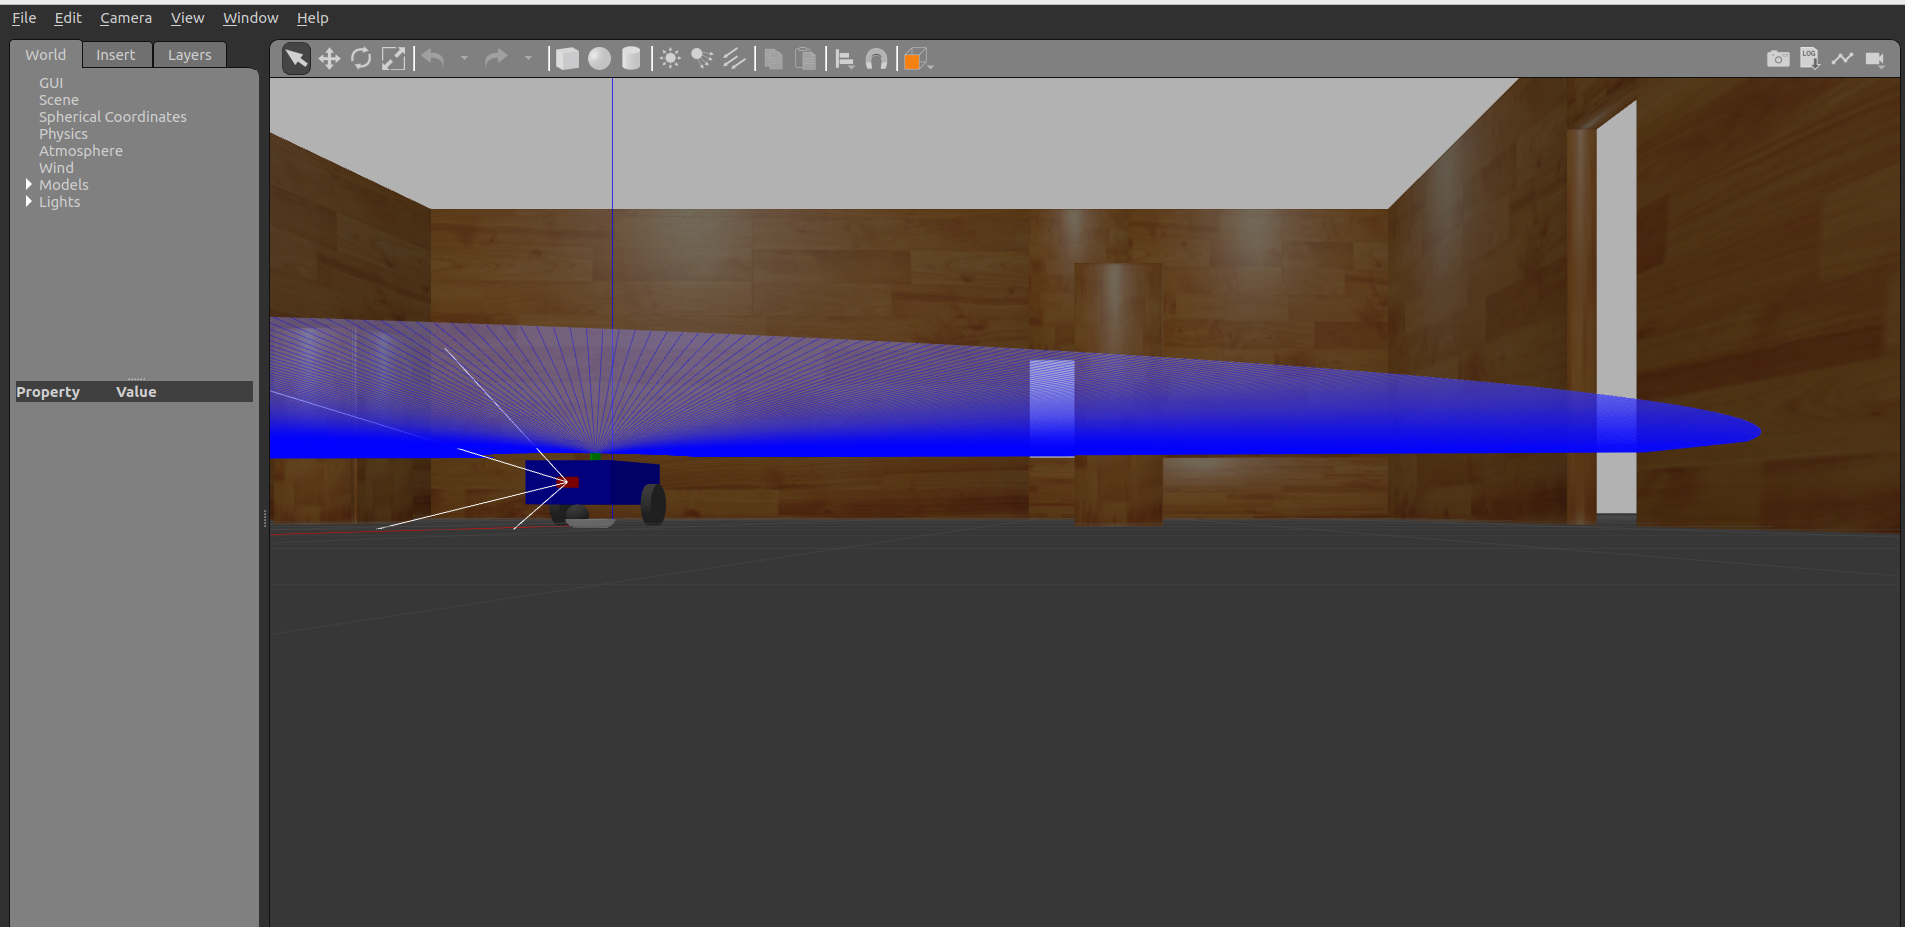 File Edit Camera View Window Help
World Insert Layers
GUI
Scene
Spherical Coordinates
Physics
Atmosphere
Wind
Models
Lights
Property Value
LOG